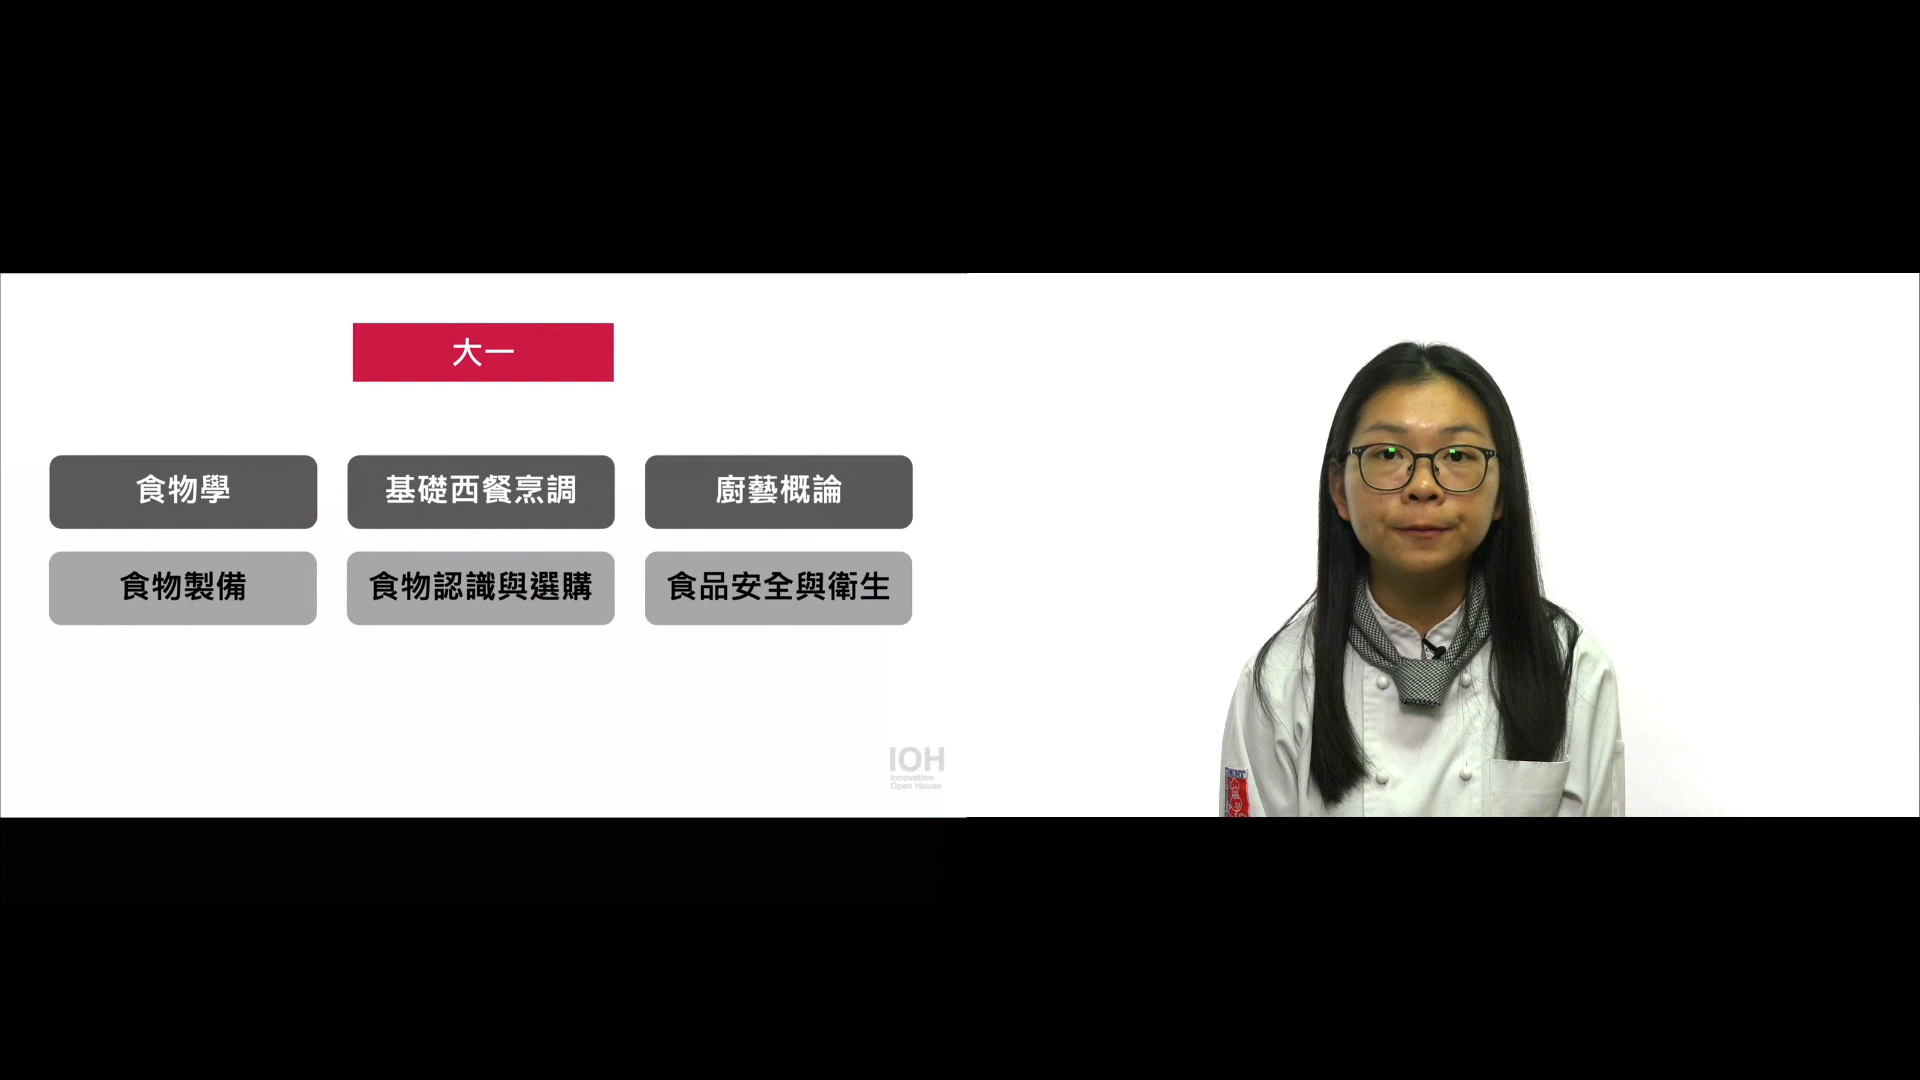 大一
食物學
基礎西餐烹調
廚藝概論
食物製備
食物認識與選購
食品安全與衛生
IOH
Innovation
Open House